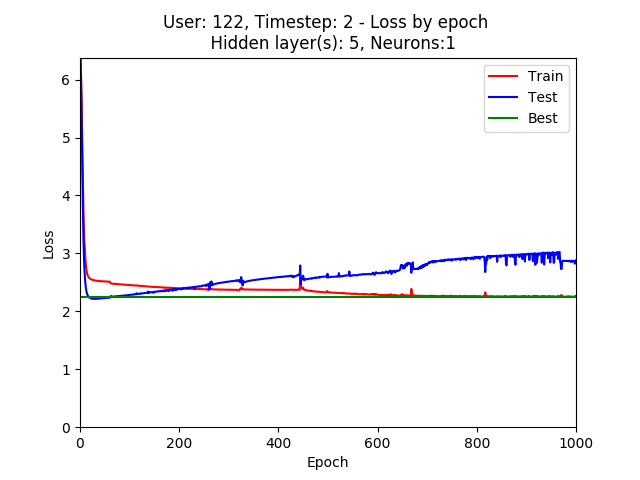 User: 122, Timestep: 2 - Loss by epoch
Hidden layer(s): 5, Neurons:1
Train
Test
Best
6
5
4
3
2
1
0
Loss
0 200 400 600 800 1000
Epoch